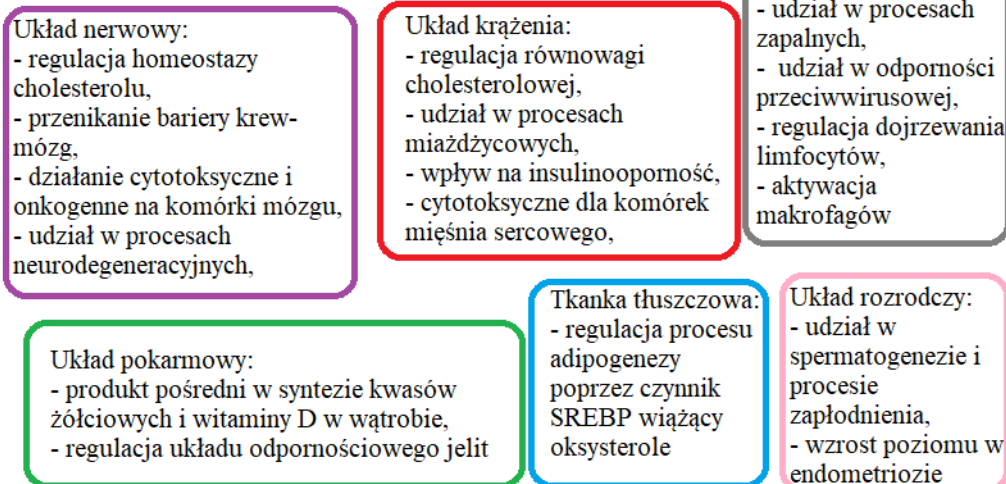 Układ nerwowy:
- regulacja homeostazy
cholesterolu,
- przenikanie bariery krew-
mózg,
- działanie cytotoksyczne i
onkogenne na komórki mózgu,
- udział w procesach
neurodegeneracyjnych,
Układ krążenia:
- regulacja równowagi
cholesterolowej,
- udział w procesach
miażdżycowych,
- wpływ na insulinooporność,
- cytotoksyczne dla komórek
mięśnia sercowego,
- udział w procesach
zapalnych,
- udział w odporności
przeciwwirusowej,
- regulacja dojrzewania
limfocytów,
- aktywacja
makrofagów
Układ pokarmowy:
- produkt pośredni w syntezie kwasów
żółciowych i witaminy D w wątrobie,
- regulacja układu odpornościowego jelit
Tkanka tłuszczowa:
- regulacja procesu
adipogenezy
poprzez czynnik
SREBP wiążący
oksysterole
Układ rozrodczy:
- udział w
spermatogenezie i
procesie
zapłodnienia,
- wzrost poziomu w
endometriozie